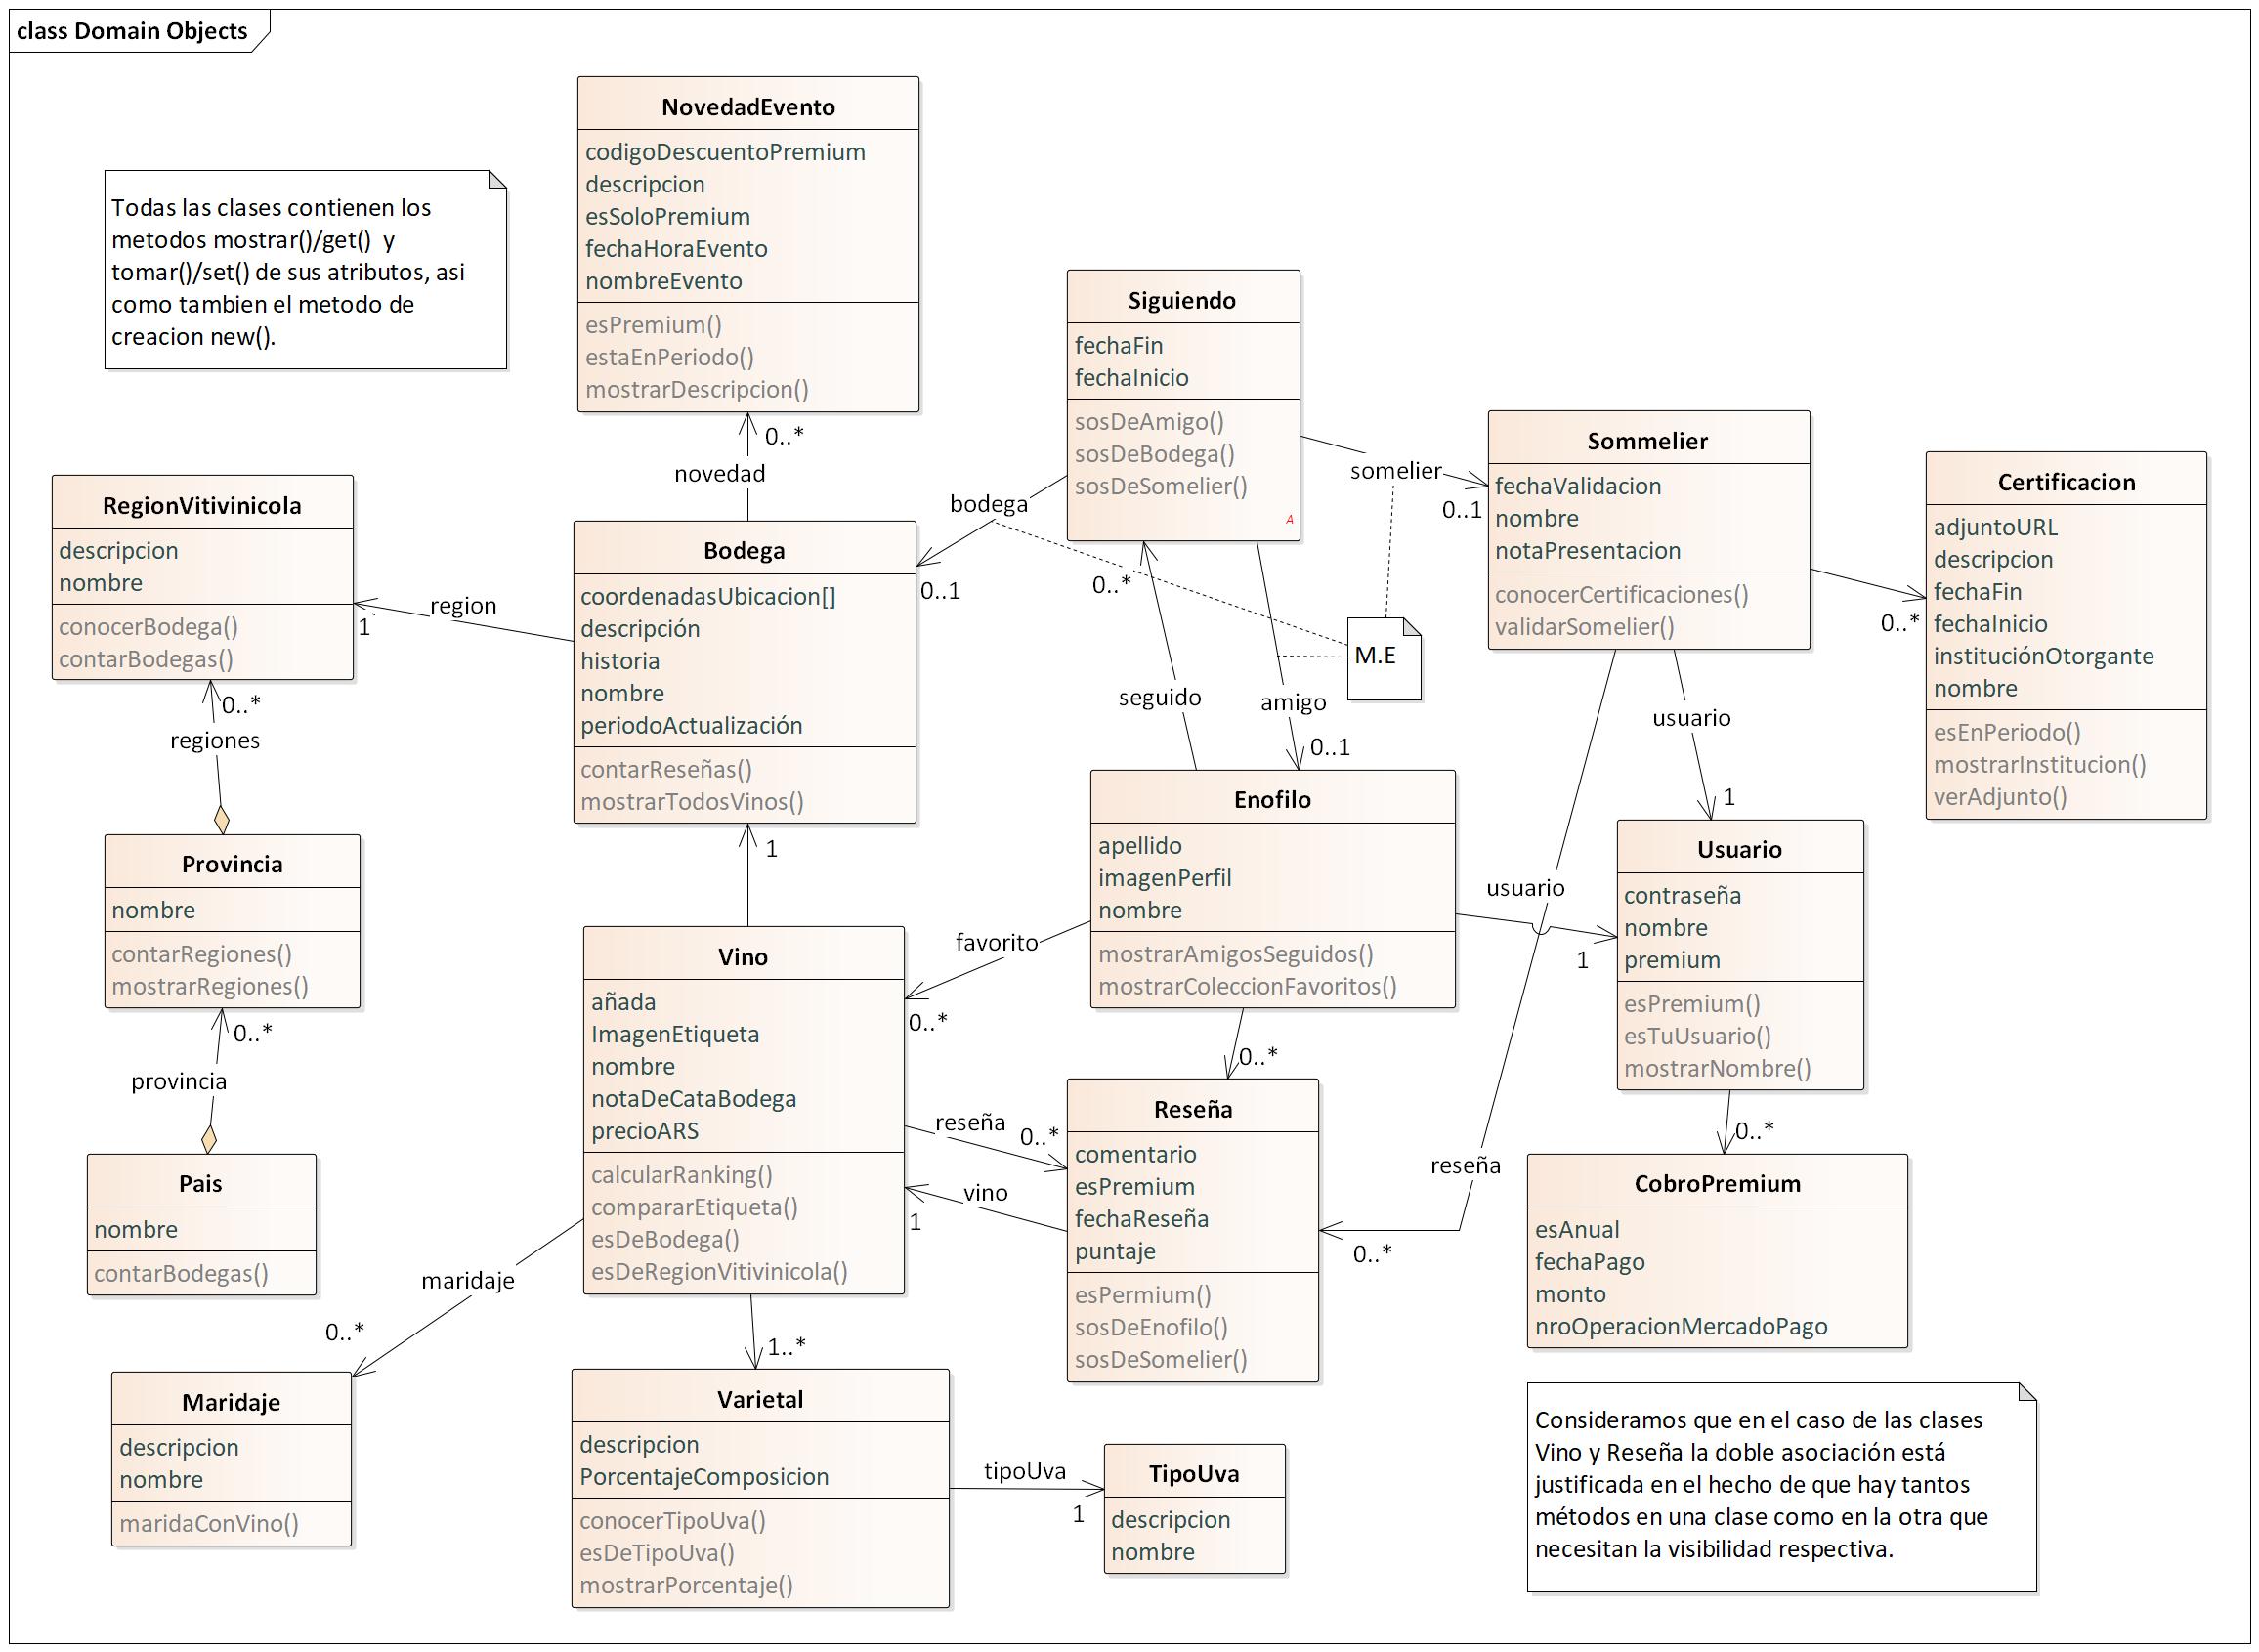 class Domain Objects
Todas las clases contienen los
metodos mostrar()/get()  y
tomar()/set() de sus atributos, asi
como tambien el metodo de
creacion new().
NovedadEvento
codigoDescuentoPremium
descripcion
esSoloPremium
fechaHoraEvento
nombreEvento
esPremium()
estaEnPeriodo()
mostrarDescripcion()
0..*
novedad
Siguiendo
fechaFin
fechaInicio
sosDeAmigo()
sosDeBodega()
sosDeSomelier()
A
somelier
0..1
bodega
0..1
0..*
seguido
amigo
0..1
M.E
Sommelier
fechaValidacion
nombre
notaPresentacion
conocerCertificaciones()
validarSomelier()
0..*
Certificacion
adjuntoURL
descripcion
fechaFin
fechaInicio
instituciónOtorgante
nombre
esEnPeriodo()
mostrarInstitucion()
verAdjunto()
RegionVitivinicola
descripcion
nombre
conocerBodega()
contarBodegas()
region
1
0..*
regiones
Bodega
coordenadasUbicacion[]
descripción
historia
nombre
periodoActualización
contarReseñas()
mostrarTodosVinos()
1
usuario
1
Provincia
nombre
contarRegiones()
mostrarRegiones()
0..*
provincia
Pais
nombre
contarBodegas()
Enofilo
apellido
imagenPerfil
nombre
mostrarAmigosSeguidos()
mostrarColeccionFavoritos()
favorito
0..*
0..*
usuario
1
Usuario
contraseña
nombre
premium
esPremium()
esTuUsuario()
mostrarNombre()
0..*
Vino
añada
ImagenEtiqueta
nombre
notaDeCataBodega
precioARS
calcularRanking()
compararEtiqueta()
esDeBodega()
esDeRegionVitivinicola()
reseña
0..*
vino
1
Reseña
comentario
esPremium
fechaReseña
puntaje
esPermium()
sosDeEnofilo()
sosDeSomelier()
reseña
0..*
CobroPremium
esAnual
fechaPago
monto
nroOperacionMercadoPago
maridaje
0..*
1..*
Maridaje
descripcion
nombre
maridaConVino()
Varietal
descripcion
PorcentajeComposicion
conocerTipoUva()
esDeTipoUva()
mostrarPorcentaje()
tipoUva
1
TipoUva
descripcion
nombre
Consideramos que en el caso de las clases
Vino y Reseña la doble asociación está
justificada en el hecho de que hay tantos
métodos en una clase como en la otra que
necesitan la visibilidad respectiva.